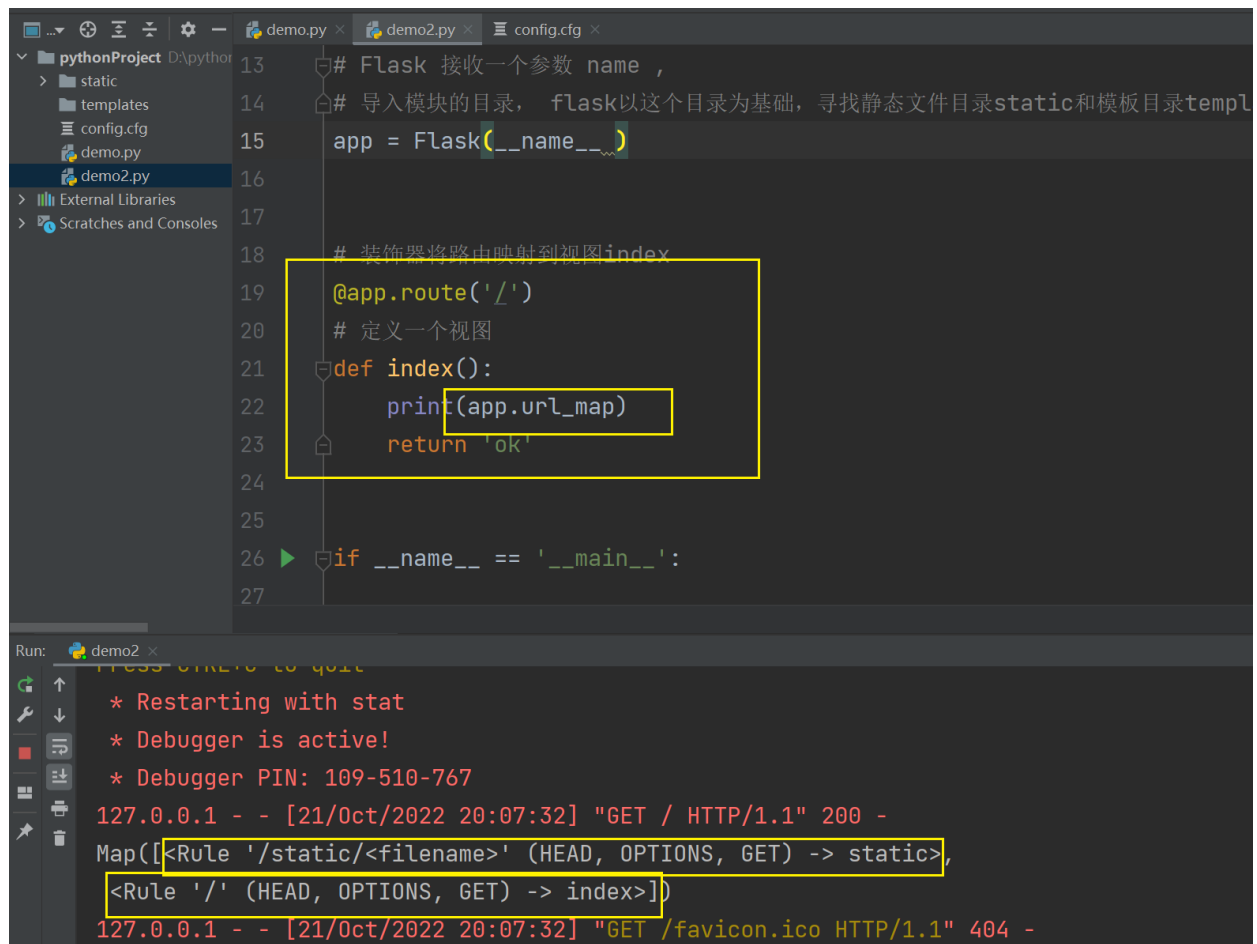 demo.py
demo2.py
config.cfg
pythonProject D:\pythor
static
templates
config.cfg
demo.py
demo2.py
External Libraries
Scratches and Consoles
13 # Flask 接收一个参数 name ,
14 # 导入模块的目录， flask以这个目录为基础，寻找静态文件目录static和模板目录templ
15 app = Flask(__name__ )
16
17
18 # 装饰器将路由映射到视图index
19 @app.route('/')
20 # 定义一个视图
21 def index():
22 print(app.url_map)
23 return 'ok'
24
25
26 if __name__ == '__main__':
27
Run: demo2
Press CTRL+C to quit
* Restarting with stat
* Debugger is active!
* Debugger PIN: 109-510-767
127.0.0.1 - - [21/Oct/2022 20:07:32] "GET / HTTP/1.1" 200 -
Map([<Rule '/static/<filename>' (HEAD, OPTIONS, GET) -> static>,
<Rule '/' (HEAD, OPTIONS, GET) -> index>])
127.0.0.1 - - [21/Oct/2022 20:07:32] "GET /favicon.ico HTTP/1.1" 404 -